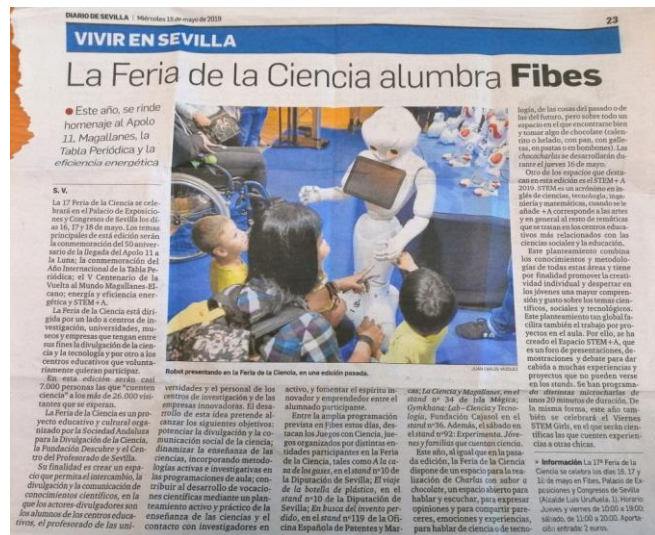 DIARIO DE SEVILLA | Miércoles 15 de mayo de 2019
23
VIVIR EN SEVILLA
La Feria de la Ciencia alumbra Fibes
● Este año, se rinde
homenaje al Apolo
11, Magallanes, la
Tabla Periódica y la
eficiencia energética
S. V.
La 17 Feria de la Ciencia se cele-
brará en el Palacio de Exposicio-
nes y Congresos de Sevilla los dí-
as 16, 17 y 18 de mayo. Los temas
principales de está edición serán
la conmemoración del 50 aniver-
sario de la llegada del Apolo 11 a
la Luna; la conmemoración del
Año Internacional de la Tabla Pe-
riódica; el V Centenario de la
Vuelta al Mundo Magallanes-El-
cano; energía y eficiencia ener-
gética y STEM+A.
La Feria de la Ciencia está diri-
gida por un lado a centros de in-
vestigación, universidades, mu-
seos y empresas que tengan entre
sus fines la divulgación de la cien-
cia y la tecnología y por otro a los
centros educativos que volunta-
riamente quieran participar.
En esta edición serán casi
7.000 personas las que "cuenten
ciencia" a los más de 26.000 visi-
tantes que se esperan.
La Feria de la Ciencia es un pro-
yecto educativo y cultural orga-
nizado por la Sociedad Andaluza
para la Divulgación de la Ciencia,
la Fundación Descubre y el Cen-
tro del Profesorado de Sevilla.
Su finalidad es crear un espa-
cio que permita el intercambio, la
divulgación y la comunicación de
conocimientos científicos, en la
que los actores-divulgadores son
los alumnos de los centros educa-
tivos, el profesorado de las uni-
Robot presentando en la Feria de la Ciencia, en una edición pasada.
JUAN CARLOS VÁZQUEZ
versidades y el personal de los
centros de investigación y de las
empresas innovadoras. El desa-
rrollo de esta idea pretende al-
canzar los siguientes objetivos:
potenciar la divulgación y la co-
municación social de la ciencia;
dinamizar la enseñanza de las
ciencias, incorporando metodo-
logías activas e investigativas en
las programaciones de aula; con-
tribuir al desarrollo de vocacio-
nes científicas mediante un plan-
teamiento activo y práctico de la
enseñanza de las ciencias y el
contacto con investigadores en
activo, y fomentar el espíritu in-
novador y emprendedor entre el
alumnado participante.
Entre la amplia programación
prevista en Fibes estos días, des-
tacan los Juegos con Ciencia, jue-
gos organizados por distintas en-
tidades participantes en la Feria
de la Ciencia, tales como A la ca-
za de los gases, en el stand nº10 de
la Diputación de Sevilla; El viaje
de la botella de plástico, en el
stand nº10 de la Diputación de
Sevilla; En busca del invento per-
dido, en el stand nº119 de la Ofi-
cina Española de Patentes y Mar-
cas; La Ciencia y Magallanes, en el
stand nº 34 de Isla Mágica;
Gymkhana: Lab-Ciencia y Tecno-
logía, Fundación Cajasol en el
stand nº36. Además, el sábado en
el stand nº92: Experimenta. Jóve-
nes y futuras que cuentan ciencia.
Este año, al igual que en la pasa-
da edición, la Feria de la Ciencia
dispone de un espacio para la rea-
lización de Charlas con sabor a
chocolate, un espacio abierto para
hablar y escuchar, para expresar
opiniones y para compartir pare-
ceres, emociones y experiencias,
para hablar de ciencia o de tecno-
logía, de las cosas del pasado o de
las del futuro, pero sobre todo un
espacio en el que encontrarse bien
y tomar algo de chocolate (calen-
tito o helado, con pan, con galle-
tas, en pastas o en bombones). Las
chococharlas se desarrollarán du-
rante el jueves 16 de mayo.
Otro de los espacios que desta-
can en esta edición es el STEM+A
2019. STEM es un acrónimo en in-
glés de ciencias, tecnología, inge-
niería y matemáticas, cuando se le
añade +A corresponde a las artes
y en general al resto de temáticas
que se tratan en los centros educa-
tivos más relacionados con las
ciencias sociales y la educación.
Este planteamiento combina
los conocimientos y metodolo-
gías de todas estas áreas y tiene
por finalidad promover la creati-
vidad individual y despertar en
los jóvenes una mayor compren-
sión y gusto sobre los temas cien-
tíficos, sociales y tecnológicos.
Este planteamiento tan global fa-
cilita también el trabajo por pro-
yectos en el aula. Por ello, se ha
creado el Espacio STEM+A, que
es un foro de presentaciones, de-
mostraciones y debate para dar
cabida a muchas experiencias y
proyectos que no pueden verse
en los stands. Se han programa-
do distintas microcharlas de
unos 20 minutos de duración. De
la misma forma, este año tam-
bién se celebrará el Viernes
STEM Girls, en el que serán cien-
tíficas las que cuenten experien-
cias a otras chicas.
● Información La 17ª Feria de la
Ciencia se celebra los días 16, 17 y
18 de mayo en Fibes, Palacio de Ex-
posiciones y Congresos de Sevilla
(Alcalde Luis Uruñuela, 1). Horario:
Jueves y viernes de 10:00 a 19:00;
sábado, de 11:00 a 20:00. Aporta-
ción entrada: 2 euros.